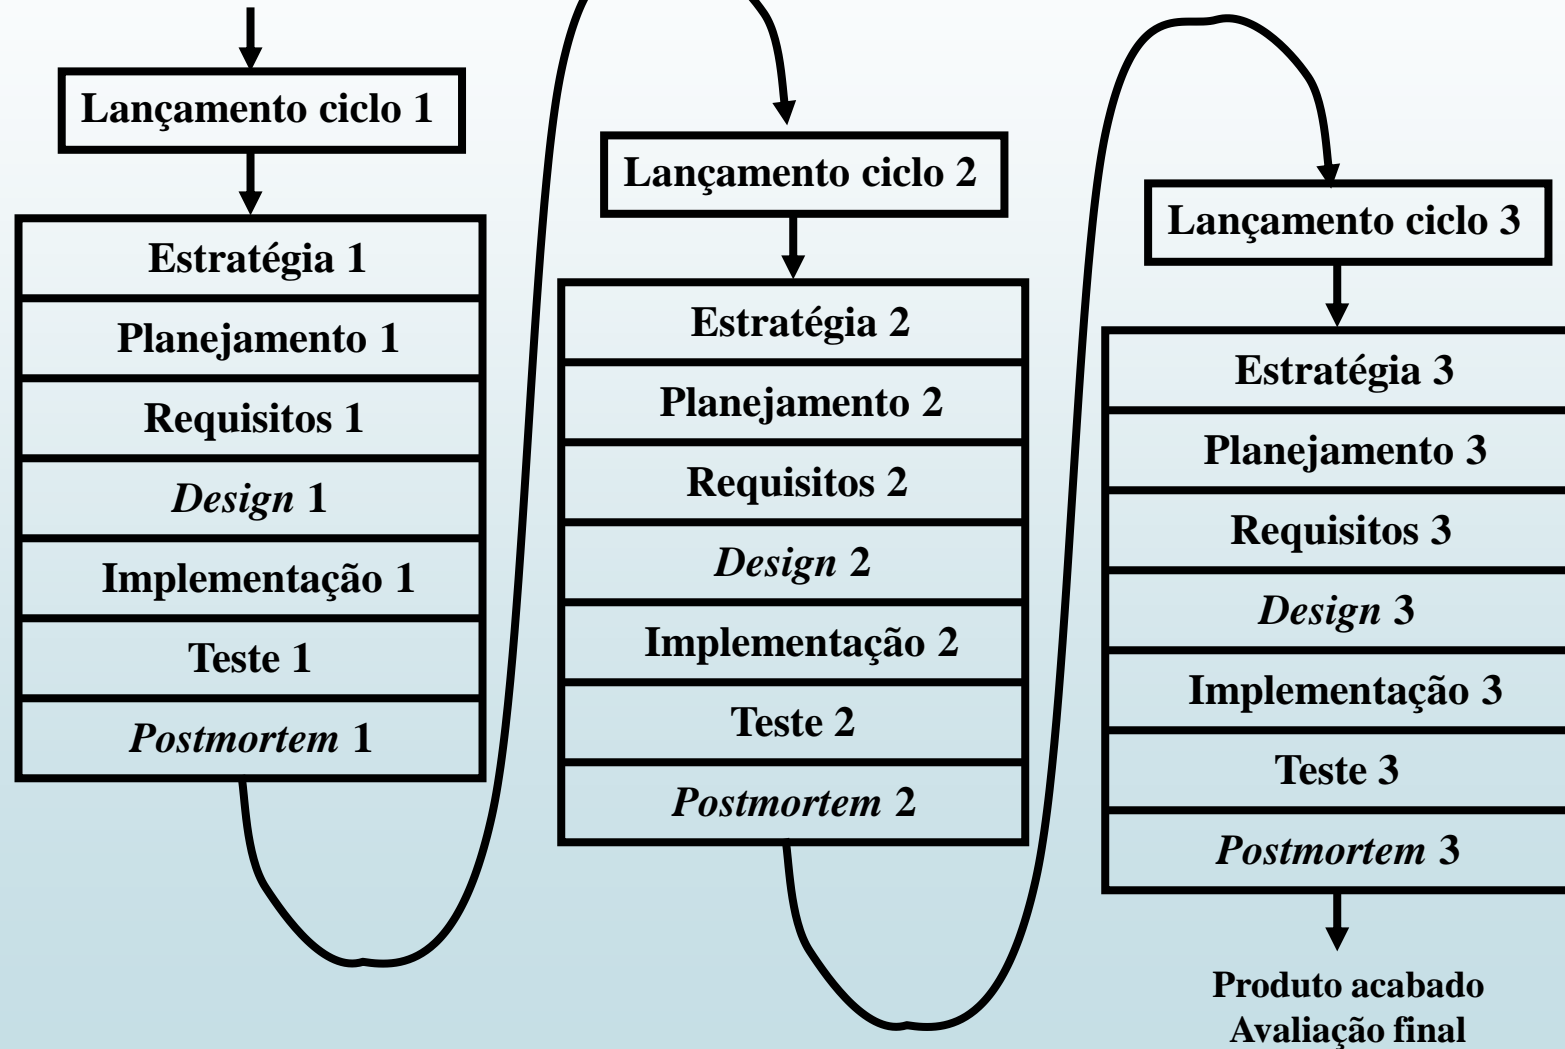 Lançamento ciclo 1
Estratégia 1
Planejamento 1
Requisitos 1
Design 1
Implementação 1
Teste 1
Postmortem 1
Lançamento ciclo 2
Estratégia 2
Planejamento 2
Requisitos 2
Design 2
Implementação 2
Teste 2
Postmortem 2
Lançamento ciclo 3
Estratégia 3
Planejamento 3
Requisitos 3
Design 3
Implementação 3
Teste 3
Postmortem 3
Produto acabado
Avaliação final